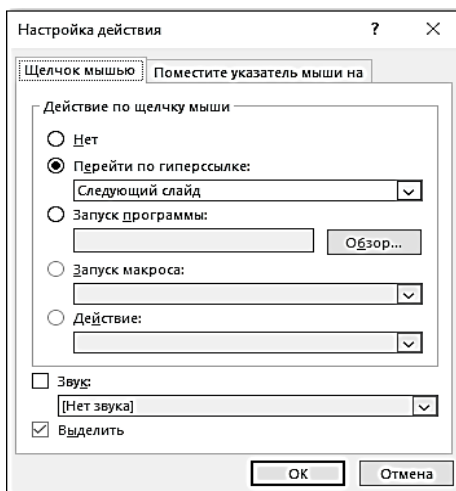 Настройка действия ? ×
Щелчок мышью Поместите указатель мыши на
Действие по щелчку мыши
Нет
Перейти по гиперссылке:
Следующий слайд
Запуск программы:
Обзор...
Запуск макроса:
Действие:
Звук:
[Нет звука]
Выделить
ОК Отмена